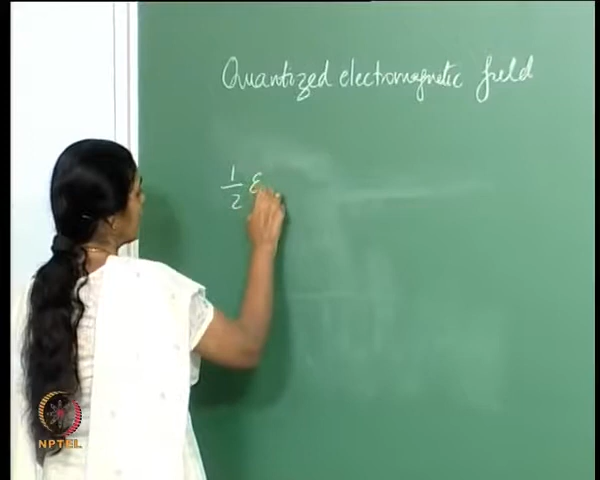 Quantized electromagnetic field
1/2 ε
NPTEL